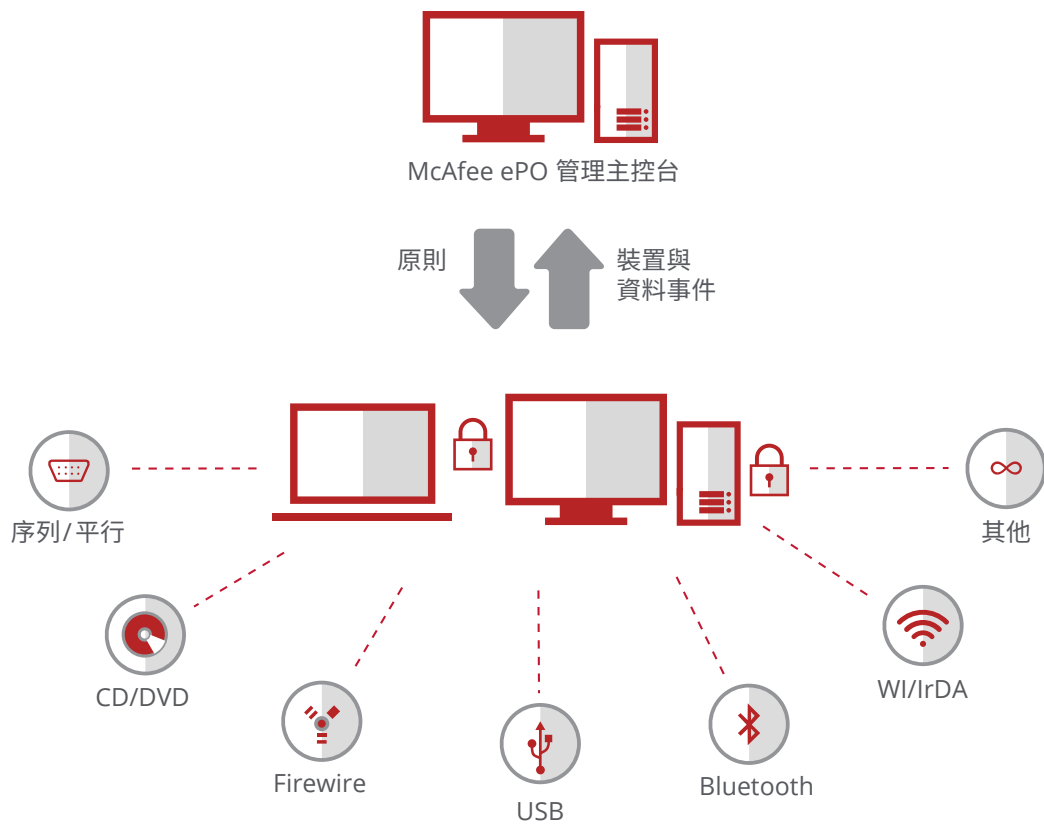 McAfee ePO 管理主控台
原則
裝置與
資料事件
序列/平行
其他
CD/DVD
WI/IrDA
Firewire
Bluetooth
USB